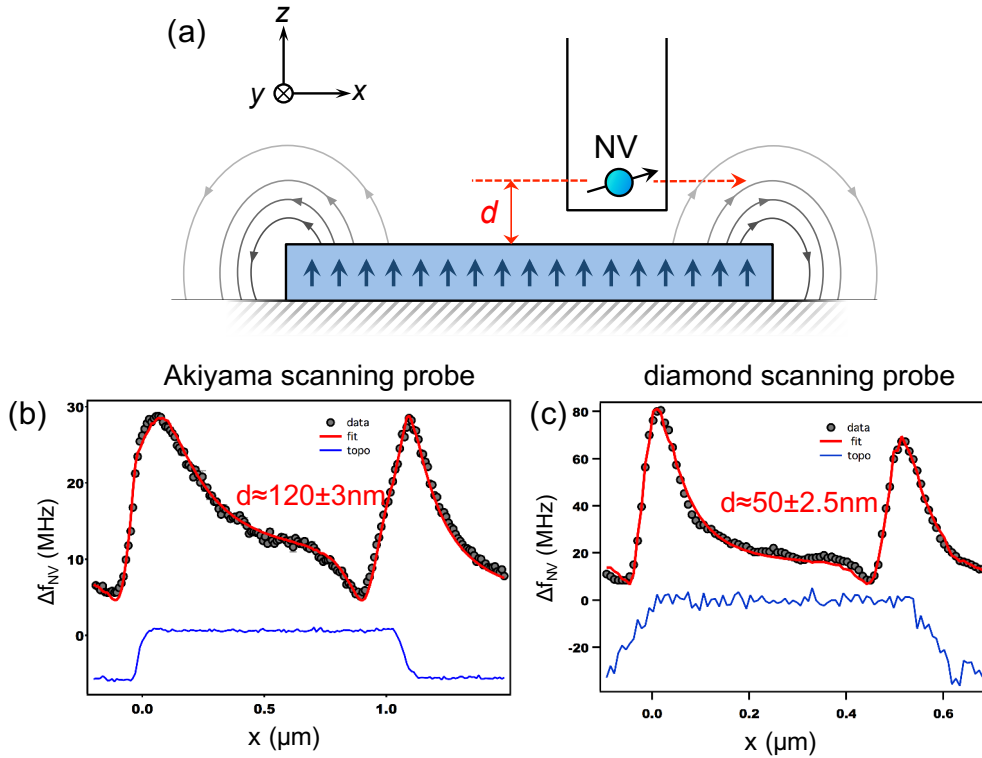 (a)
z
y
x
NV
d
Akiyama scanning probe
(b)
30
20
10
0
Δf_NV (MHz)
data
fit
topo
d≈120±3nm
0.0
0.5
1.0
x (μm)
diamond scanning probe
(c)
80
60
40
20
0
-20
Δf_NV (MHz)
data
fit
topo
d≈50±2.5nm
0.0
0.2
0.4
0.6
x (μm)